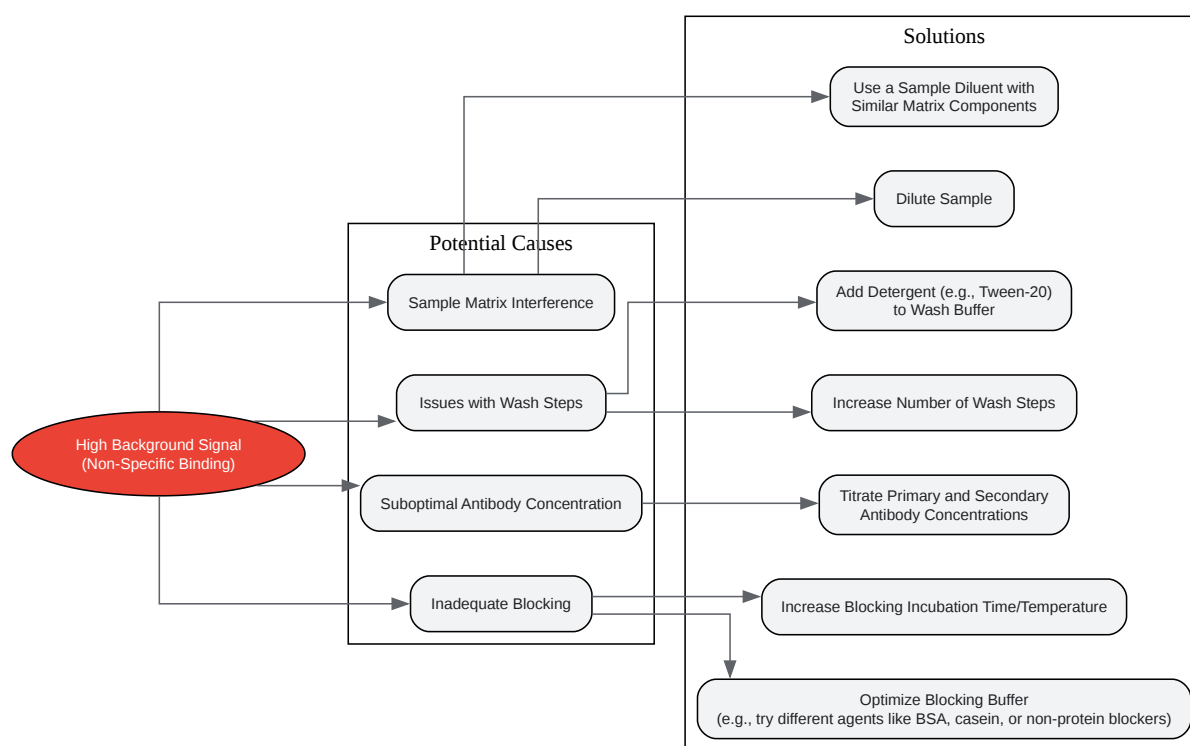 Solutions
Use a Sample Diluent with
Similar Matrix Components
Dilute Sample
Potential Causes
Sample Matrix Interference
Add Detergent (e.g., Tween-20)
to Wash Buffer
Issues with Wash Steps
Increase Number of Wash Steps
High Background Signal
(Non-Specific Binding)
Suboptimal Antibody Concentration
Titrate Primary and Secondary
Antibody Concentrations
Inadequate Blocking
Increase Blocking Incubation Time/Temperature
Optimize Blocking Buffer
(e.g., try different agents like BSA, casein, or non-protein blockers)